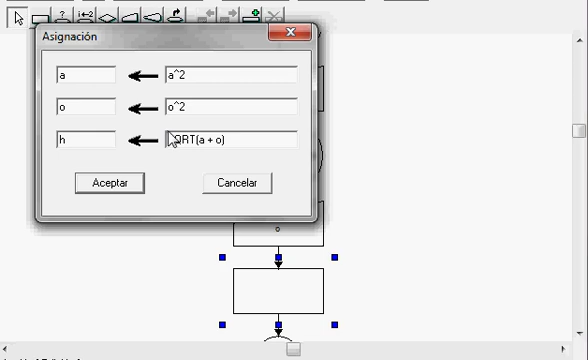 Asignación
a a^2
o o^2
h QRT(a + o)
Aceptar Cancelar
o